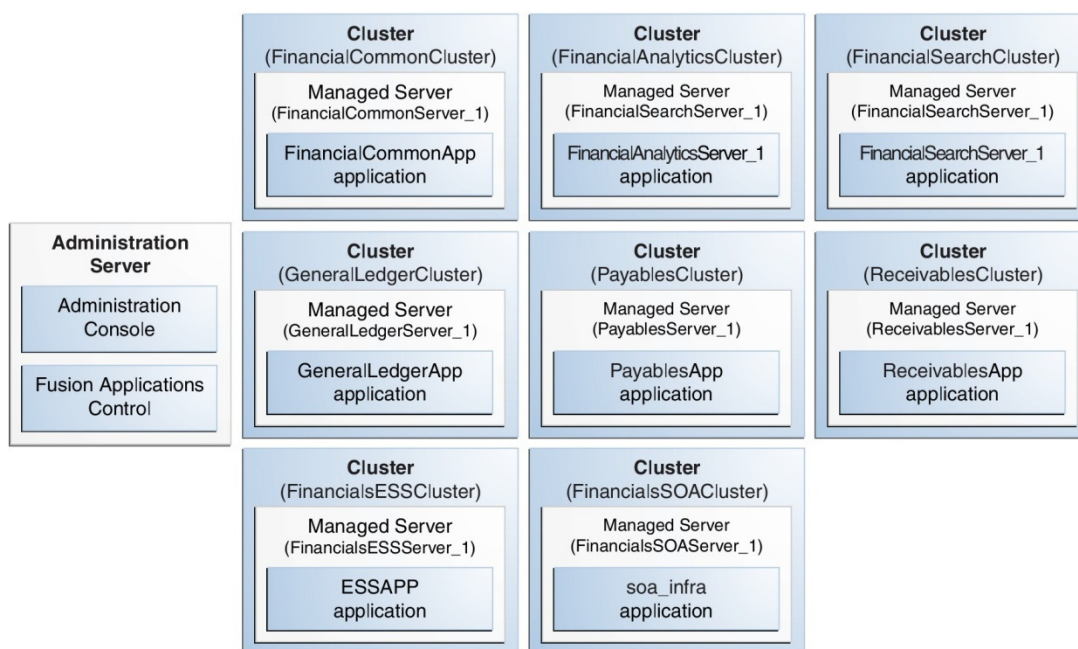 Cluster
(FinancialCommonCluster)
Managed Server
(FinancialCommonServer_1)
FinancialCommonApp
application
Cluster
(FinancialAnalyticsCluster)
Managed Server
(FinancialSearchServer_1)
FinancialAnalyticsServer_1
application
Cluster
(FinancialSearchCluster)
Managed Server
(FinancialSearchServer_1)
FinancialSearchServer_1
application
Administration
Server
Administration
Console
Fusion Applications
Control
Cluster
(GeneralLedgerCluster)
Managed Server
(GeneralLedgerServer_1)
GeneralLedgerApp
application
Cluster
(PayablesCluster)
Managed Server
(PayablesServer_1)
PayablesApp
application
Cluster
(ReceivablesCluster)
Managed Server
(ReceivablesServer_1)
ReceivablesApp
application
Cluster
(FinancialsESSCluster)
Managed Server
(FinancialsESSServer_1)
ESSAPP
application
Cluster
(FinancialsSOACluster)
Managed Server
(FinancialsSOAServer_1)
soa_infra
application